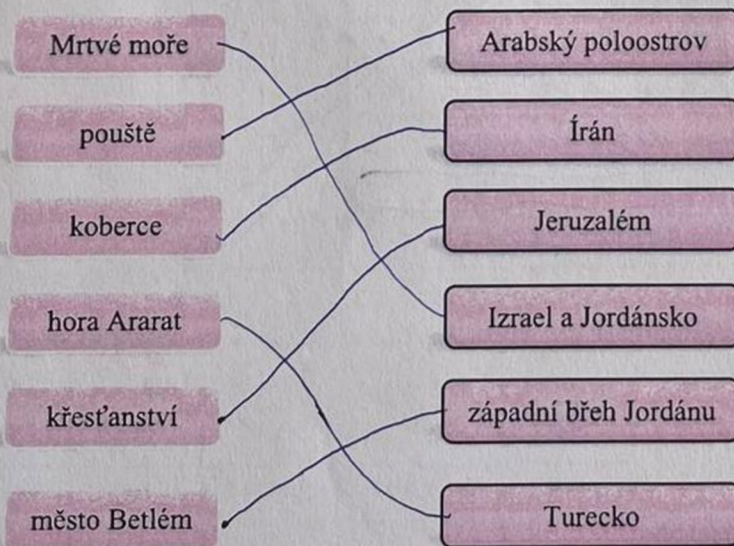 Mrtvé moře
Arabský poloostrov
pouště
Írán
koberce
Jeruzalém
hora Ararat
Izrael a Jordánsko
křesťanství
západní břeh Jordánu
město Betlém
Turecko